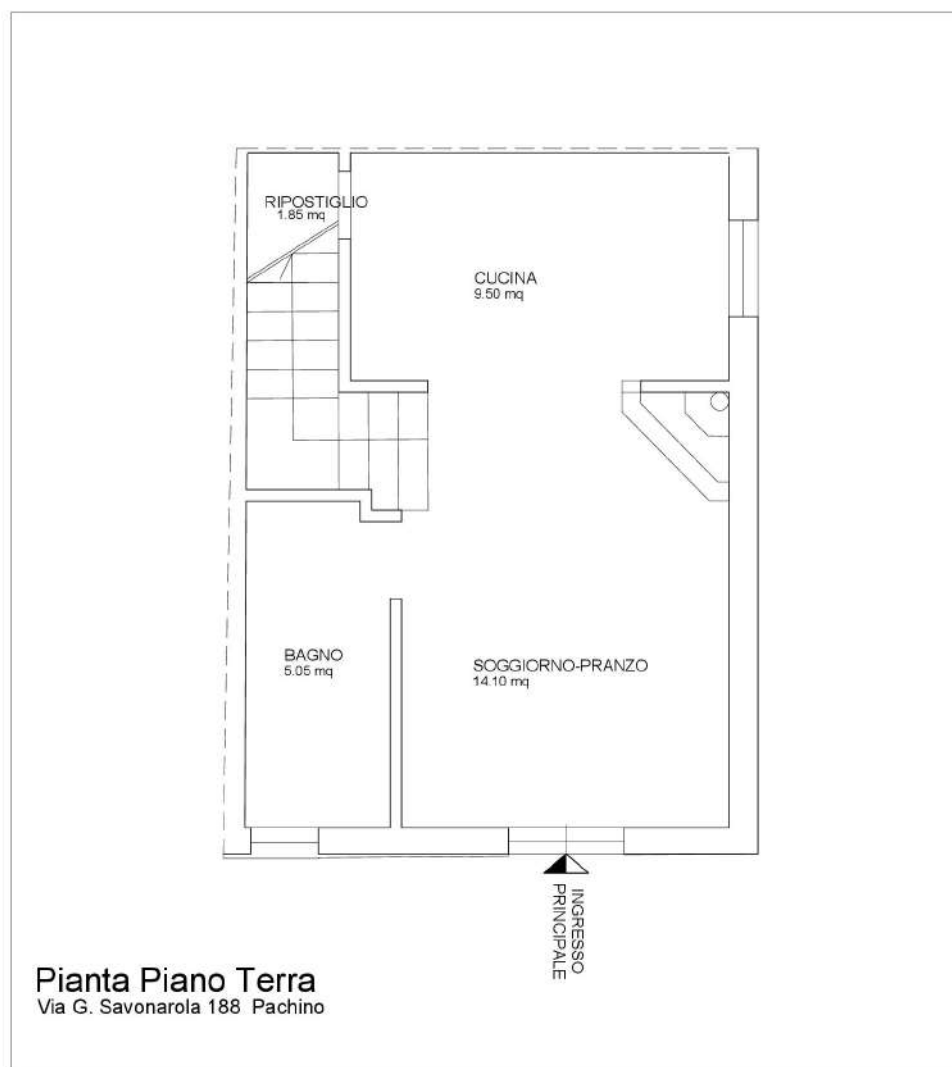 RIPOSTIGLIO
1.85 mq
CUCINA
9.50 mq
BAGNO
5.05 mq
SOGGIORNO-PRANZO
14.10 mq
INGRESSO
PRINCIPALE
Pianta Piano Terra
Via G. Savonarola 188 Pachino